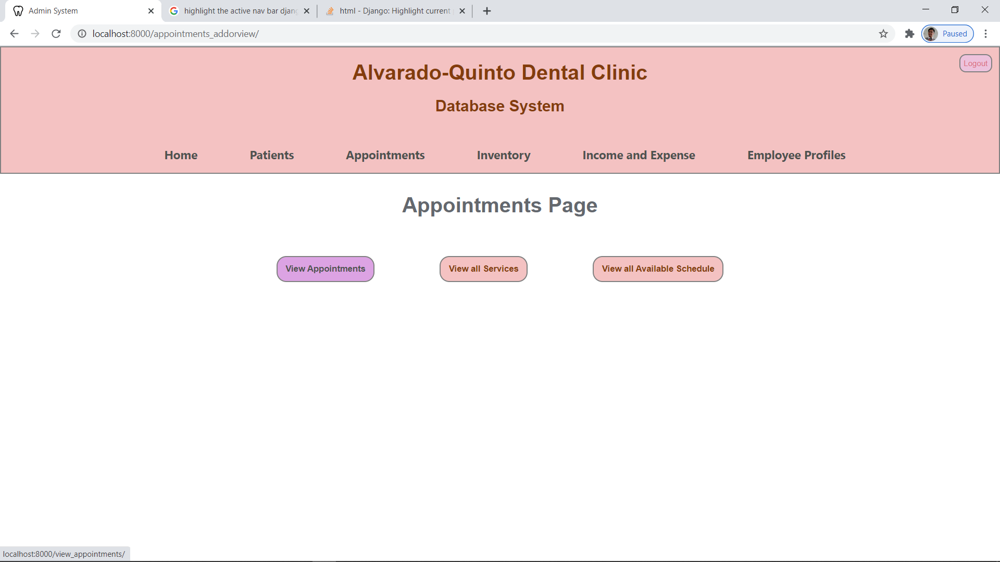 Admin System
highlight the active nav bar djang
html - Django: Highlight current
localhost:8000/appointments_addorview/
Paused
Logout
Alvarado-Quinto Dental Clinic
Database System
Home Patients Appointments Inventory Income and Expense Employee Profiles
Appointments Page
View Appointments View all Services View all Available Schedule
localhost:8000/view_appointments/